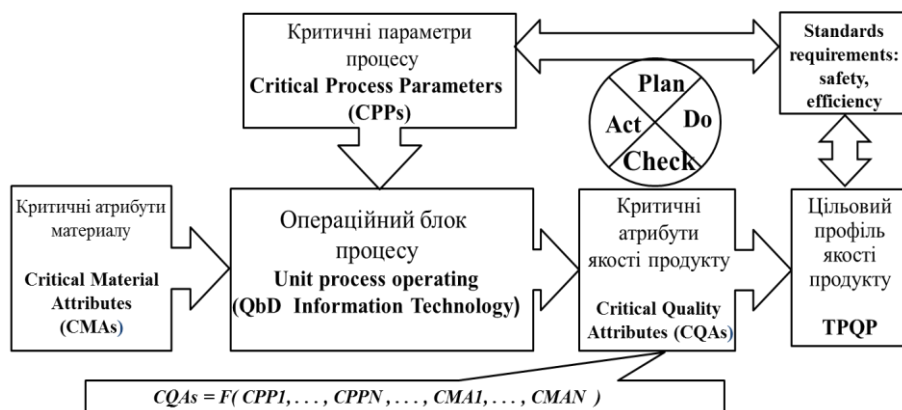 Критичні параметри
процесу
Critical Process Parameters
(CPPs)
Standards
requirements:
safety,
efficiency
Plan
Do
Act
Check
Критичні атрибути
материалу
Critical Material
Attributes
(CMAs)
Операційний блок
процесу
Unit process operating
(QbD Information Technology)
Критичні
атрибути
якості продукту
Critical Quality
Attributes (CQAs)
Цільовий
профіль
якості
продукту
TPQP
CQAs = F( CPP1, . . . , CPPN , . . . , CMA1, . . . , CMAN )